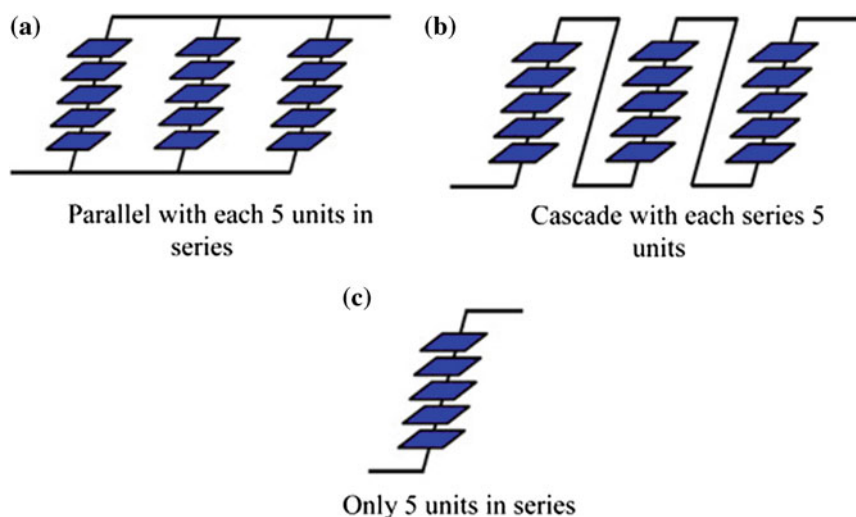 (a)
Parallel with each 5 units in
series
(b)
Cascade with each series 5
units
(c)
Only 5 units in series